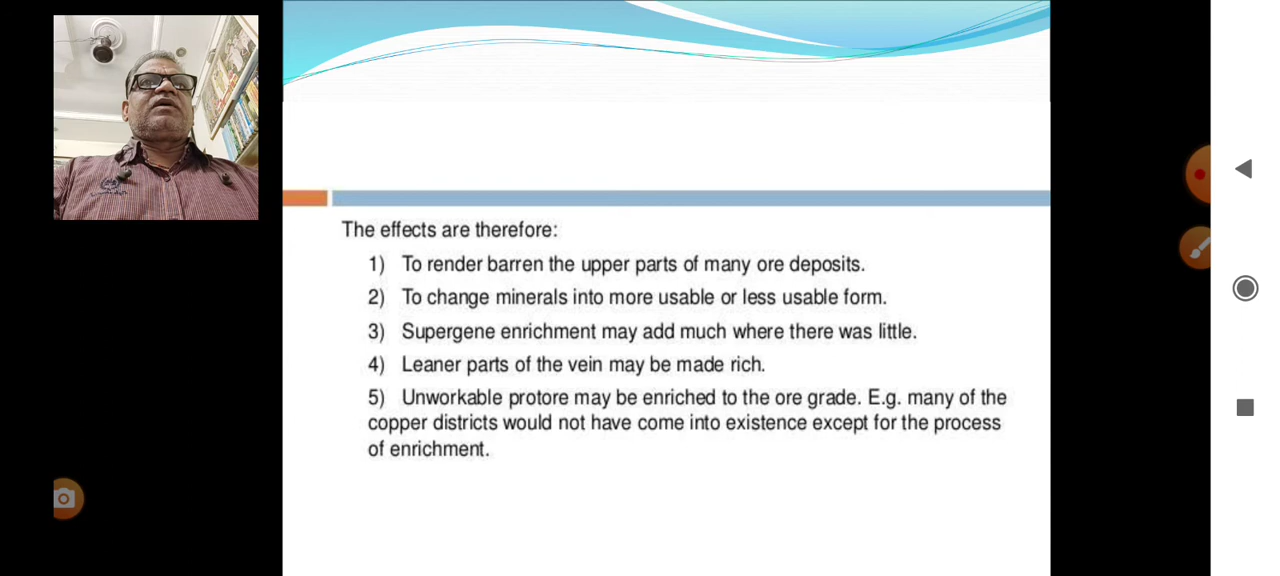 The effects are therefore:
1) To render barren the upper parts of many ore deposits.
2) To change minerals into more usable or less usable form.
3) Supergene enrichment may add much where there was little.
4) Leaner parts of the vein may be made rich.
5) Unworkable protore may be enriched to the ore grade. E.g. many of the
copper districts would not have come into existence except for the process
of enrichment.